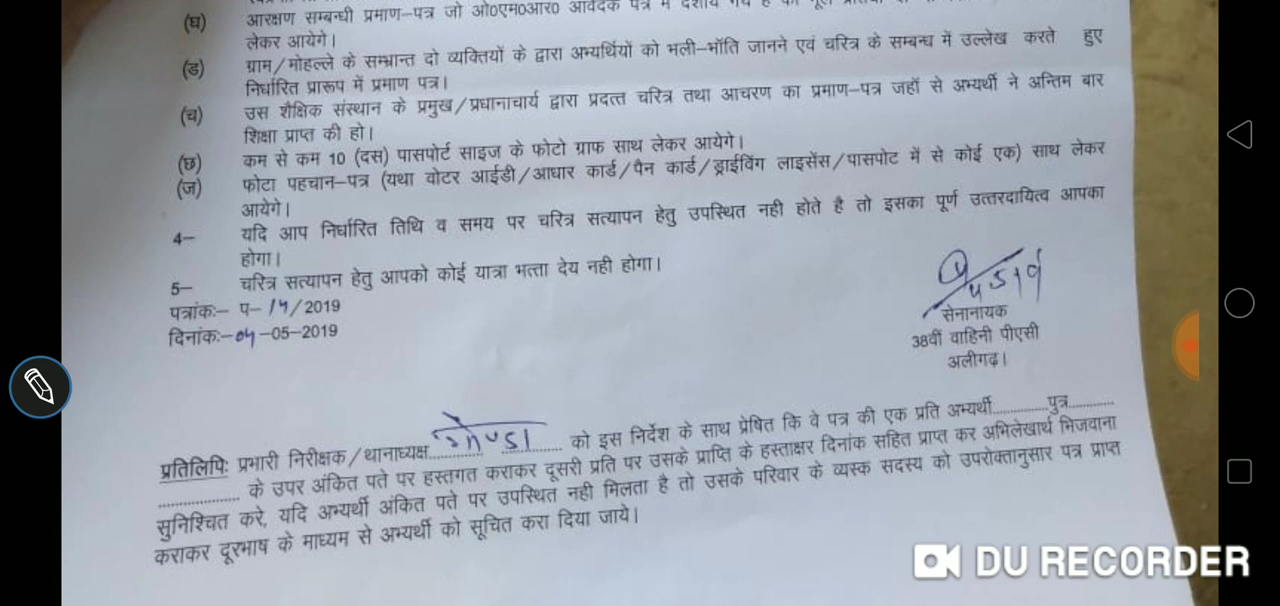 (घ) आरक्षण सम्बन्धी प्रमाण–पत्र जो ओ0एम0आर0 आवेदक पत्र में दर्शाये गये है की मूल प्रतियों
लेकर आयेगे।
(ड) ग्राम/मोहल्ले के सम्भ्रान्त दो व्यक्तियों के द्वारा अभ्यर्थियों को भली–भॉति जानने एवं चरित्र के सम्बन्ध में उल्लेख करते हुए
निर्धारित प्रारूप में प्रमाण पत्र।
(च) उस शैक्षिक संस्थान के प्रमुख/प्रधानाचार्य द्वारा प्रदत्त चरित्र तथा आचरण का प्रमाण–पत्र जहॉ से अभ्यर्थी ने अन्तिम बार
शिक्षा प्राप्त की हो।
(छ) कम से कम 10 (दस) पासपोर्ट साइज के फोटो ग्राफ साथ लेकर आयेगे।
(ज) फोटा पहचान–पत्र (यथा वोटर आईडी/आधार कार्ड/पैन कार्ड/ड्राईविंग लाइसेंस/पासपोट में से कोई एक) साथ लेकर
आयेगे।
4– यदि आप निर्धारित तिथि व समय पर चरित्र सत्यापन हेतु उपस्थित नही होते है तो इसका पूर्ण उत्तरदायित्व आपका
होगा।
5– चरित्र सत्यापन हेतु आपको कोई यात्रा भत्ता देय नही होगा।
पत्रांकः– प–14/2019
दिनांकः–04–05–2019
सेनानायक
38वीं वाहिनी पीएसी
अलीगढ़।
प्रतिलिपिः प्रभारी निरीक्षक/थानाध्यक्ष.................... को इस निर्देश के साथ प्रेषित कि वे पत्र की एक प्रति अभ्यर्थी..............पुत्र............
.................... के उपर अंकित पते पर हस्तगत कराकर दूसरी प्रति पर उसके प्राप्ति के हस्ताक्षर दिनांक सहित प्राप्त कर अभिलेखार्थ भिजवाना
सुनिश्चित करे, यदि अभ्यर्थी अंकित पते पर उपस्थित नही मिलता है तो उसके परिवार के व्यस्क सदस्य को उपरोक्तानुसार पत्र प्राप्त
कराकर दूरभाष के माध्यम से अभ्यर्थी को सूचित करा दिया जाये।
DU RECORDER